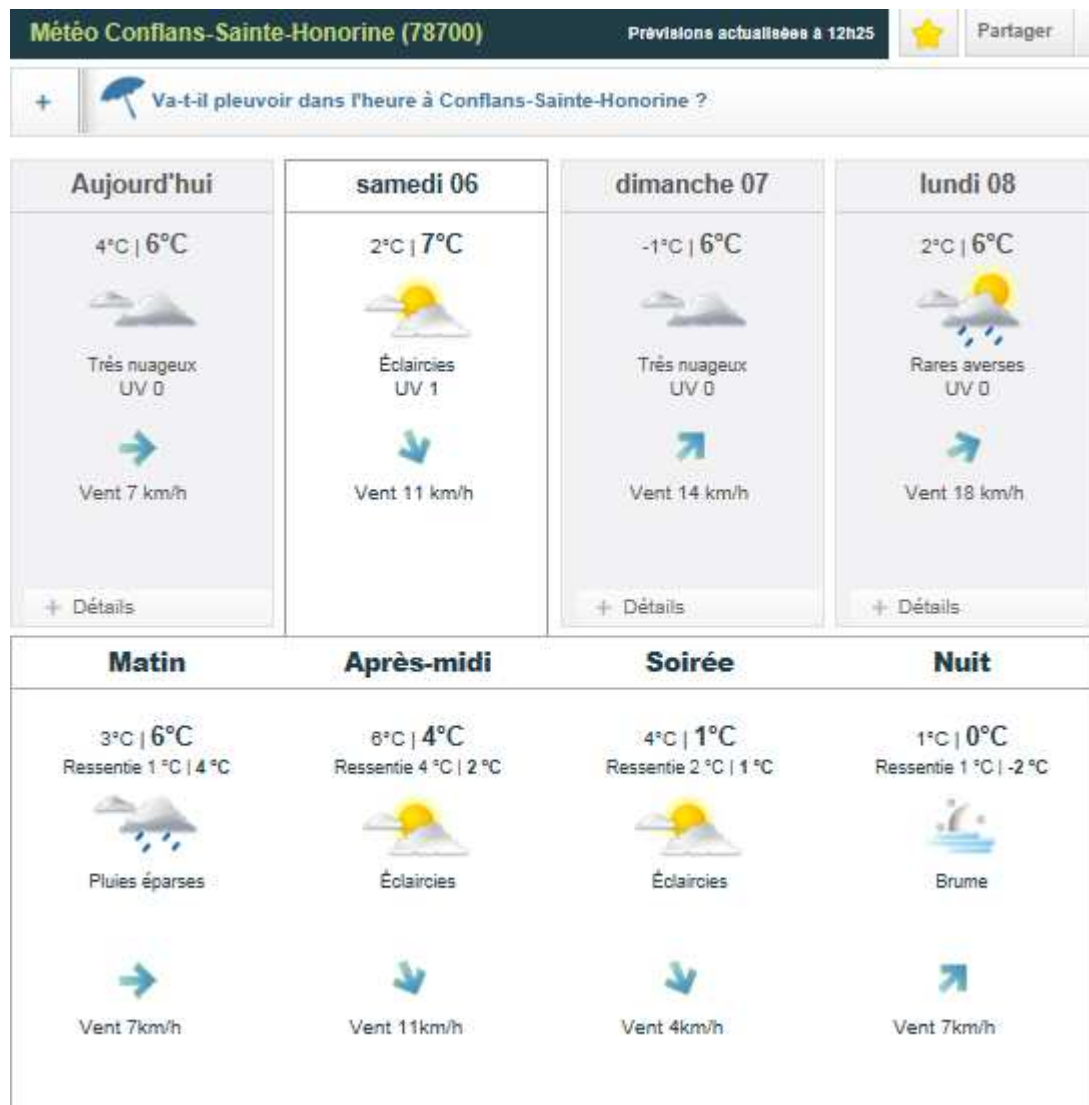 Météo Conflans-Sainte-Honorine (78700) Prévisions actualisées à 12h25 Partager
+ Va-t-il pleuvoir dans l'heure à Conflans-Sainte-Honorine ?
Aujourd'hui samedi 06 dimanche 07 lundi 08
4°C | 6°C 2°C | 7°C -1°C | 6°C 2°C | 6°C
Très nuageux Éclaircies Très nuageux Rares averses
UV 0 UV 1 UV 0 UV 0
Vent 7 km/h Vent 11 km/h Vent 14 km/h Vent 18 km/h
+ Détails + Détails + Détails
Matin Après-midi Soirée Nuit
3°C | 6°C 6°C | 4°C 4°C | 1°C 1°C | 0°C
Ressentie 1 °C | 4 °C Ressentie 4 °C | 2 °C Ressentie 2 °C | 1 °C Ressentie 1 °C | -2 °C
Pluies éparses Éclaircies Éclaircies Brume
Vent 7km/h Vent 11km/h Vent 4km/h Vent 7km/h